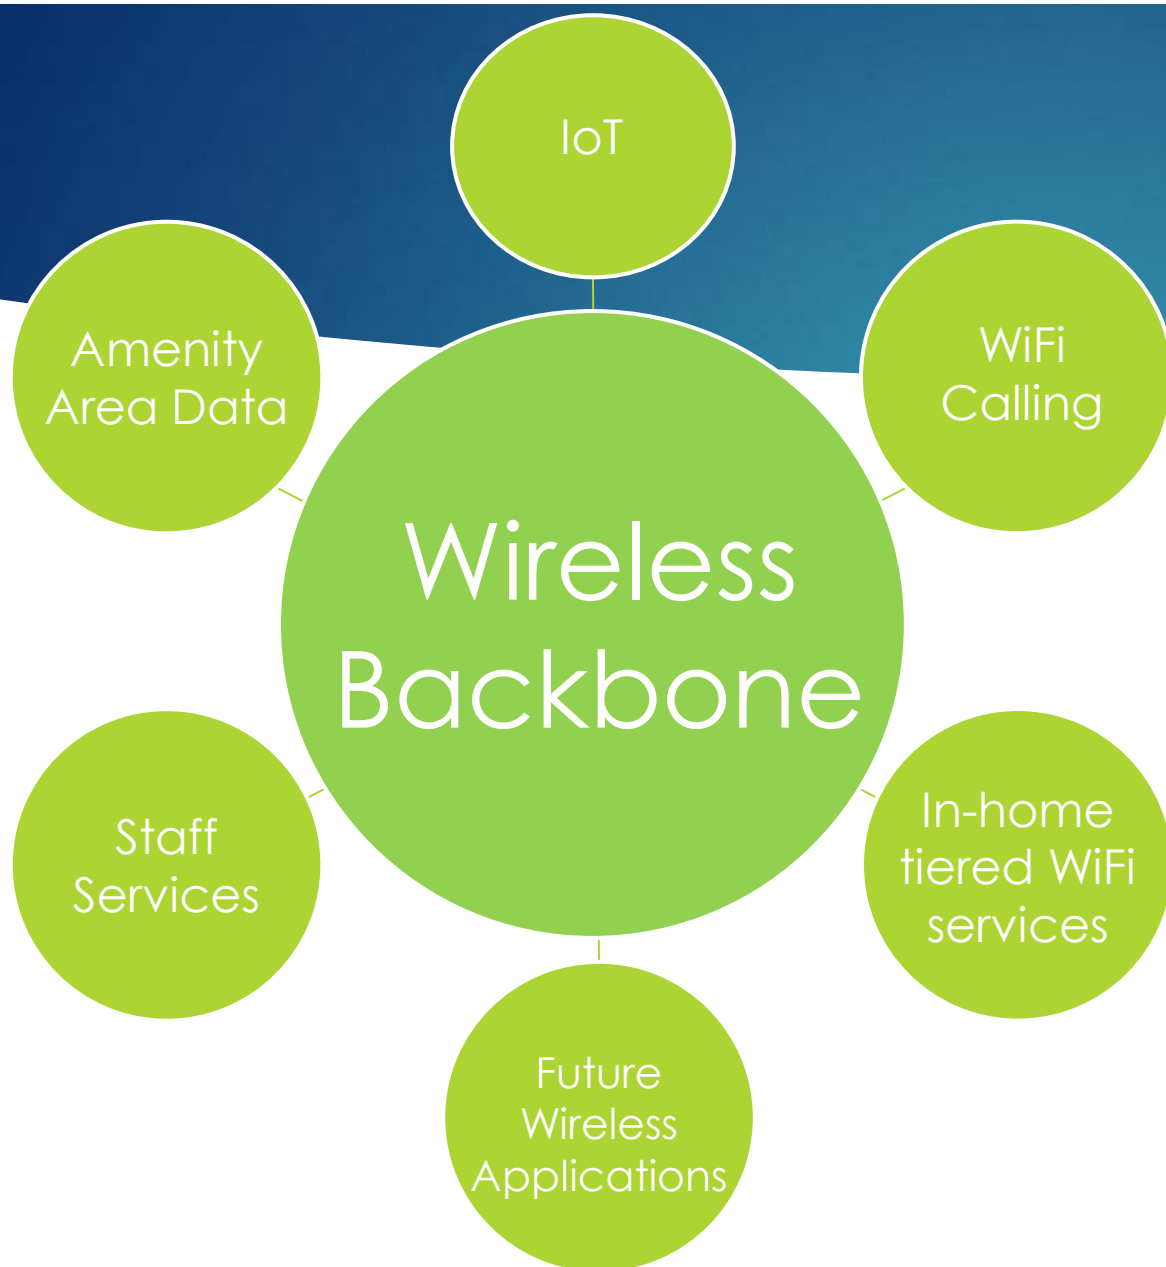 IoT
WiFi
Calling
Amenity
Area Data
Wireless
Backbone
In-home
tiered WiFi
services
Staff
Services
Future
Wireless
Applications